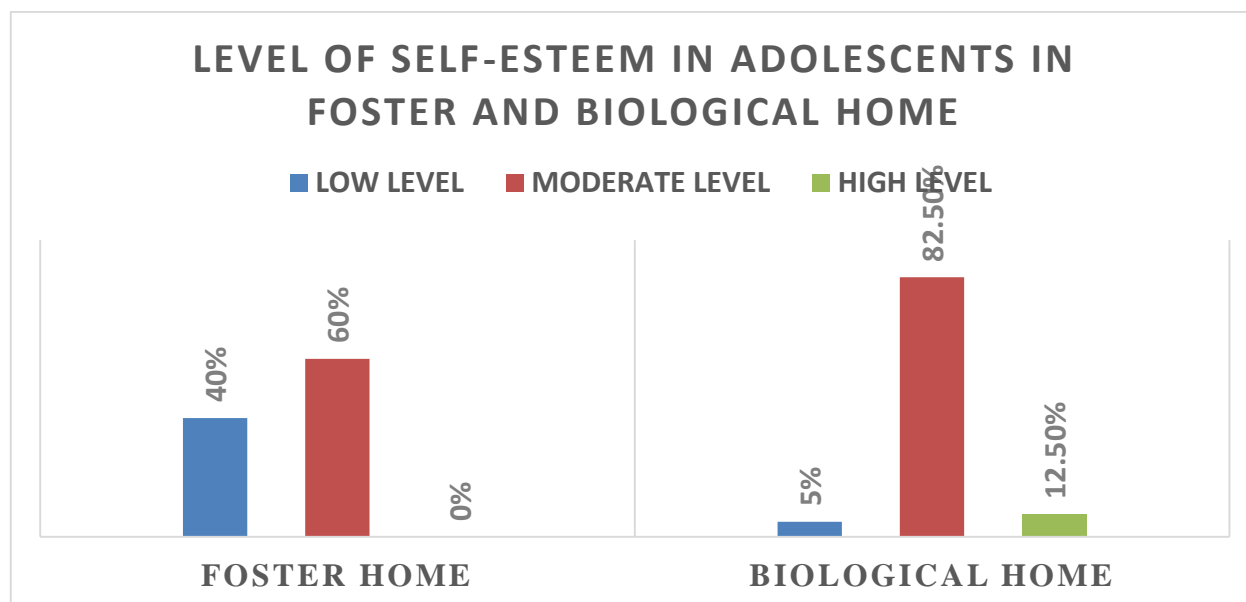 LEVEL OF SELF-ESTEEM IN ADOLESCENTS IN
FOSTER AND BIOLOGICAL HOME
LOW LEVEL MODERATE LEVEL HIGH LEVEL
40%
60%
0%
5%
82.50%
12.50%
FOSTER HOME BIOLOGICAL HOME